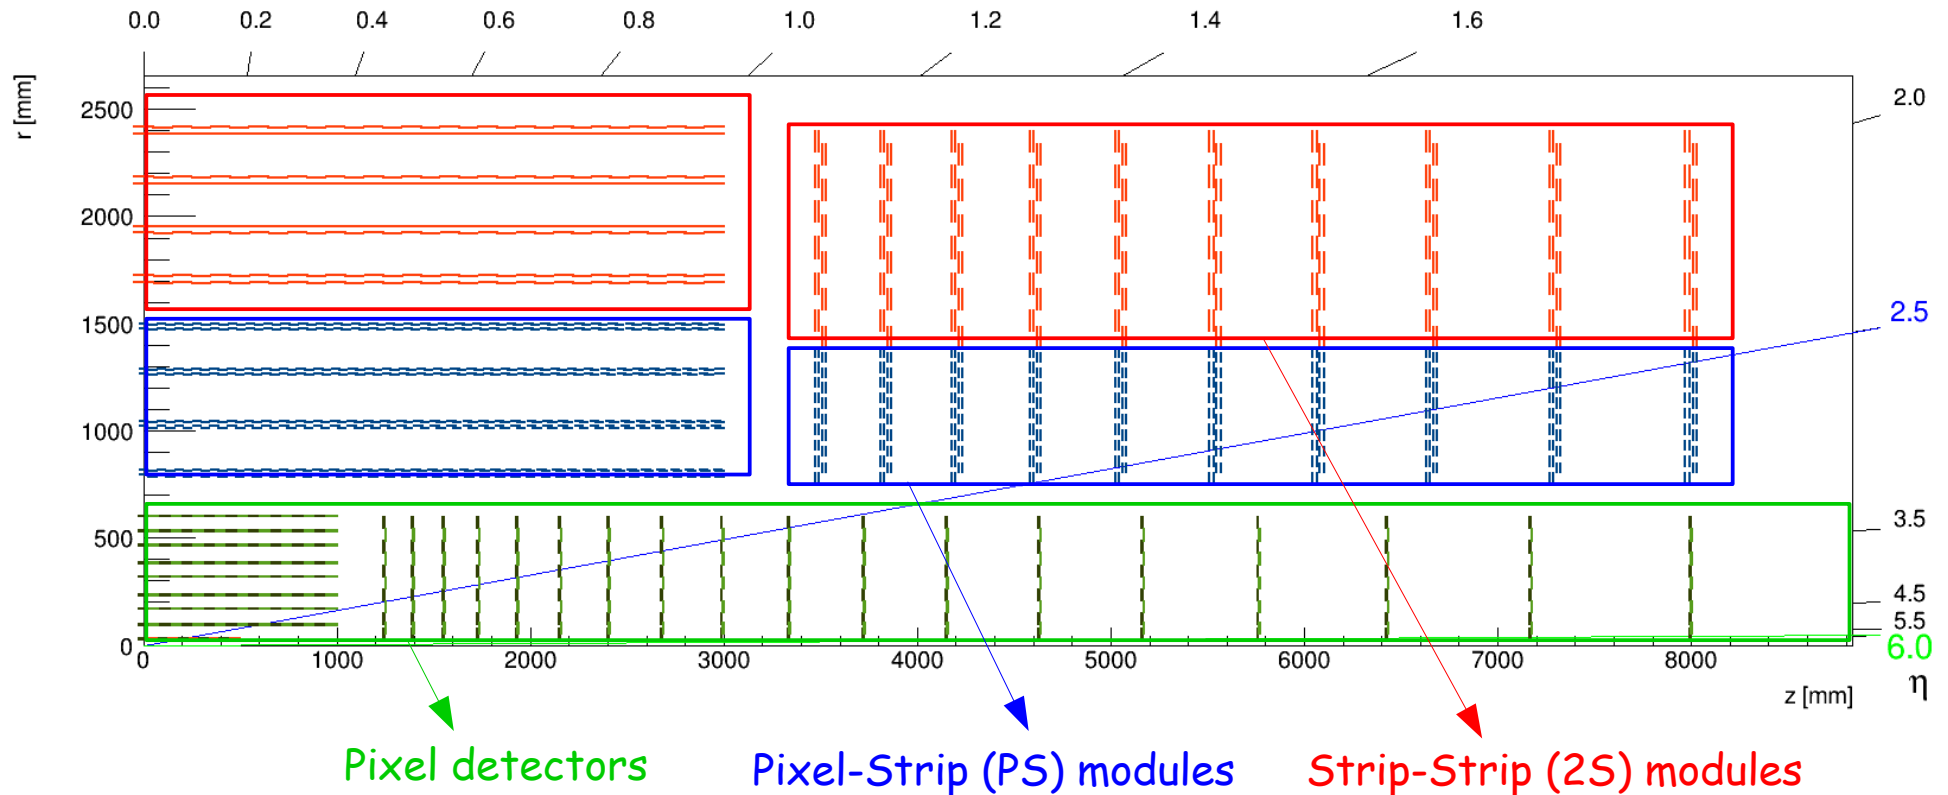 0.0 0.2 0.4 0.6 0.8 1.0 1.2 1.4 1.6
2.0
r [mm]
2500
2000
1500
1000
500
0
2.5
3.5
4.5
5.5
6.0
η
0 1000 2000 3000 4000 5000 6000 7000 8000
z [mm]
Pixel detectors Pixel-Strip (PS) modules Strip-Strip (2S) modules